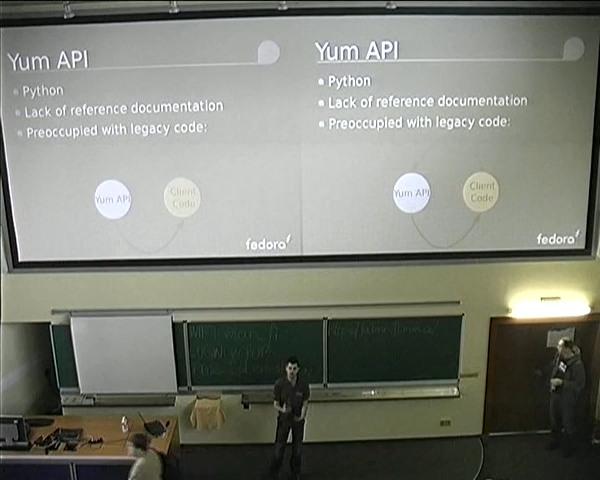 Yum API
Python
Lack of reference documentation
Preoccupied with legacy code:
Yum API
Client
Code
fedora
Yum API
Python
Lack of reference documentation
Preoccupied with legacy code:
Yum API
Client
Code
fedora